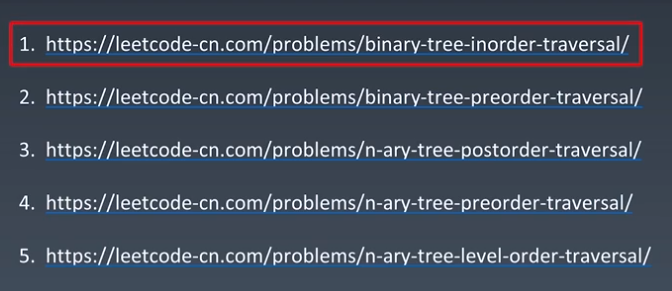 1. https://leetcode-cn.com/problems/binary-tree-inorder-traversal/
2. https://leetcode-cn.com/problems/binary-tree-preorder-traversal/
3. https://leetcode-cn.com/problems/n-ary-tree-postorder-traversal/
4. https://leetcode-cn.com/problems/n-ary-tree-preorder-traversal/
5. https://leetcode-cn.com/problems/n-ary-tree-level-order-traversal/